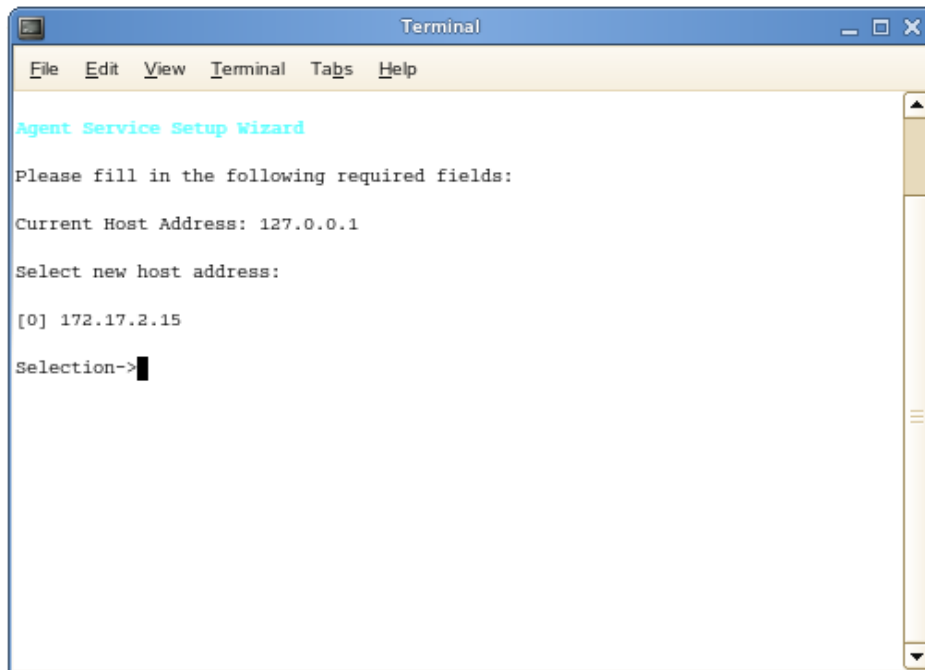 Terminal
File Edit View Terminal Tabs Help
Agent Service Setup Wizard
Please fill in the following required fields:
Current Host Address: 127.0.0.1
Select new host address:
[0] 172.17.2.15
Selection->